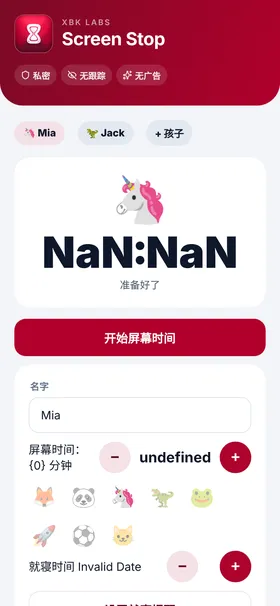 XBK LABS
Screen Stop
私密
无跟踪
无广告
Mia
Jack
+ 孩子
NaN:NaN
准备好了
开始屏幕时间
名字
Mia
屏幕时间：
{0} 分钟
− undefined +
就寝时间 Invalid Date − +